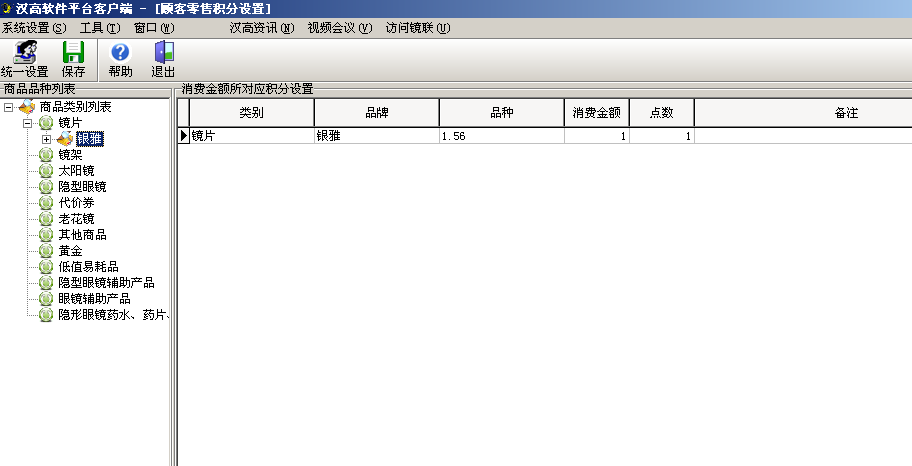 汉高软件平台客户端 - [顾客零售积分设置]
系统设置(S) 工具(T) 窗口(W) 汉高资讯(N) 视频会议(V) 访问镜联(U)
统一设置 保存 帮助 退出
商品品种列表
消费金额所对应积分设置
商品类别列表
镜片
银雅
镜架
太阳镜
隐型眼镜
代价券
老花镜
其他商品
黄金
低值易耗品
隐型眼镜辅助产品
眼镜辅助产品
隐形眼镜药水、药片、
类别 品牌 品种 消费金额 点数 备注
镜片 银雅 1.56 1 1